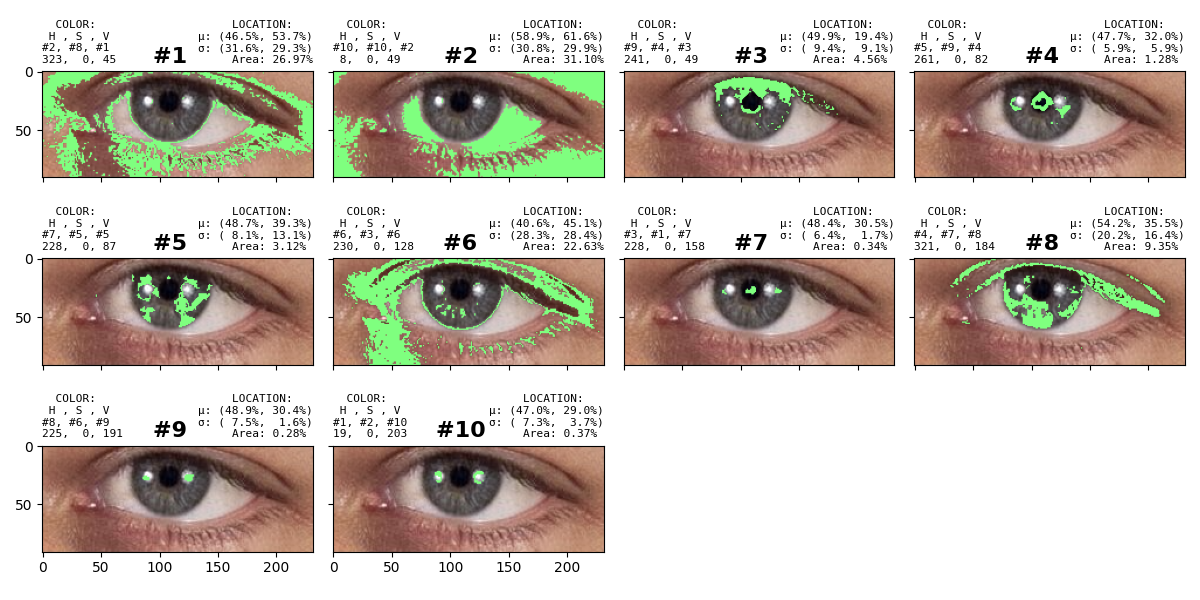 COLOR: LOCATION:
H , S , V μ: (46.5%, 53.7%)
#2, #8, #1 #1 σ: (31.6%, 29.3%)
323, 0, 45 Area: 26.97%
COLOR: LOCATION:
H , S , V μ: (58.9%, 61.6%)
#10, #10, #2 #2 σ: (30.8%, 29.9%)
8, 0, 49 Area: 31.10%
COLOR: LOCATION:
H , S , V μ: (49.9%, 19.4%)
#9, #4, #3 #3 σ: ( 9.4%, 9.1%)
241, 0, 49 Area: 4.56%
COLOR: LOCATION:
H , S , V μ: (47.7%, 32.0%)
#5, #9, #4 #4 σ: ( 5.9%, 5.9%)
261, 0, 82 Area: 1.28%
0
50
COLOR: LOCATION:
H , S , V μ: (48.7%, 39.3%)
#7, #5, #5 #5 σ: ( 8.1%, 13.1%)
228, 0, 87 Area: 3.12%
COLOR: LOCATION:
H , S , V μ: (40.6%, 45.1%)
#6, #3, #6 #6 σ: (28.3%, 28.4%)
230, 0, 128 Area: 22.63%
COLOR: LOCATION:
H , S , V μ: (48.4%, 30.5%)
#3, #1, #7 #7 σ: ( 6.4%, 1.7%)
228, 0, 158 Area: 0.34%
COLOR: LOCATION:
H , S , V μ: (54.2%, 35.5%)
#4, #7, #8 #8 σ: (20.2%, 16.4%)
321, 0, 184 Area: 9.35%
0
50
COLOR: LOCATION:
H , S , V μ: (48.9%, 30.4%)
#8, #6, #9 #9 σ: ( 7.5%, 1.6%)
225, 0, 191 Area: 0.28%
COLOR: LOCATION:
H , S , V μ: (47.0%, 29.0%)
#1, #2, #10 #10 σ: ( 7.3%, 3.7%)
19, 0, 203 Area: 0.37%
0
50
0 50 100 150 200
0 50 100 150 200